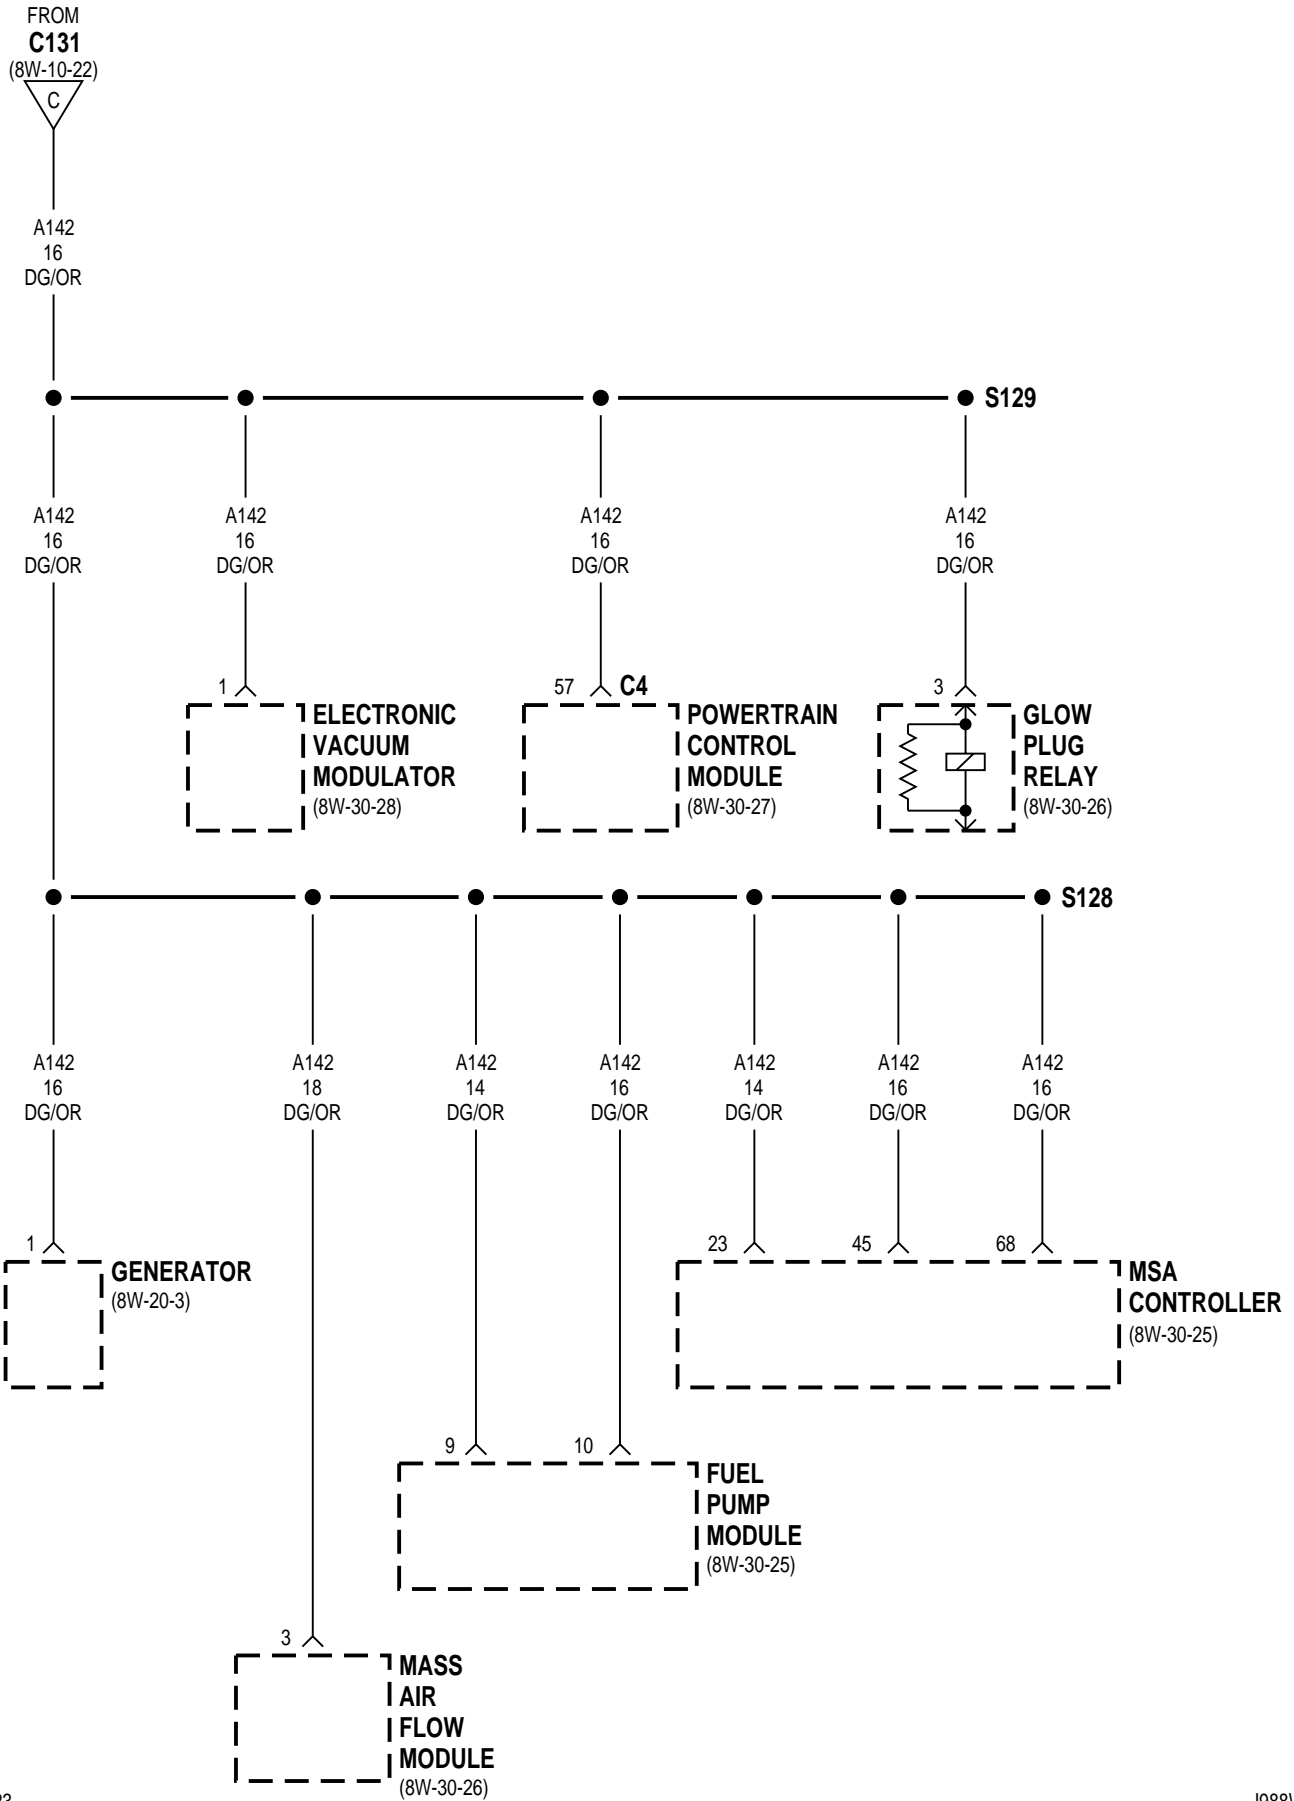 FROM
C131
(8W-10-22)
C
A142
16
DG/OR
S129
A142
16
DG/OR
A142
16
DG/OR
A142
16
DG/OR
A142
16
DG/OR
1
ELECTRONIC
VACUUM
MODULATOR
(8W-30-28)
57
C4
POWERTRAIN
CONTROL
MODULE
(8W-30-27)
3
GLOW
PLUG
RELAY
(8W-30-26)
S128
A142
16
DG/OR
A142
18
DG/OR
A142
14
DG/OR
A142
16
DG/OR
A142
14
DG/OR
A142
16
DG/OR
A142
16
DG/OR
1
GENERATOR
(8W-20-3)
23
45
68
MSA
CONTROLLER
(8W-30-25)
9
10
FUEL
PUMP
MODULE
(8W-30-25)
3
MASS
AIR
FLOW
MODULE
(8W-30-26)